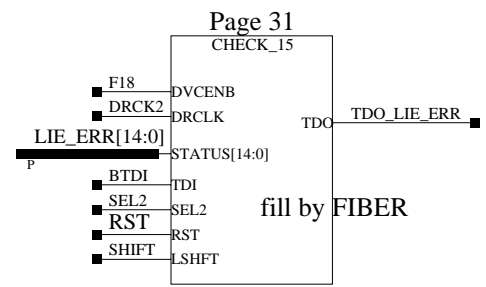 Page 31
CHECK_15
F18
DVCENB
DRCK2
DRCLK
TDO
TDO_LIE_ERR
LIE_ERR[14:0]
P
STATUS[14:0]
BTDI
TDI
SEL2
SEL2
fill by FIBER
RST
RST
SHIFT
LSHFT